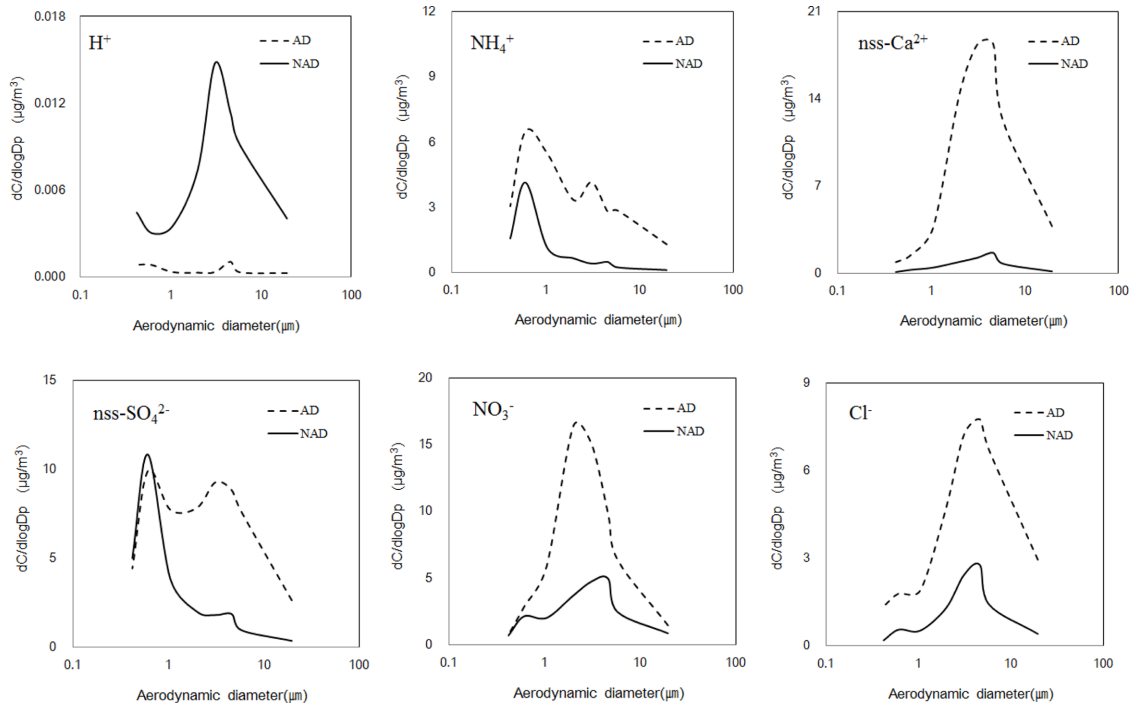 0.018
0.012
0.006
0.000
dC/dlogDp (μg/m³)
H⁺
AD
NAD
0.1 1 10 100
Aerodynamic diameter(㎛)
12
9
6
3
0
dC/dlogDp (μg/m³)
NH₄⁺
AD
NAD
0.1 1 10 100
Aerodynamic diameter(㎛)
21
14
7
0
dC/dlogDp (μg/m³)
nss-Ca²⁺
AD
NAD
0.1 1 10 100
Aerodynamic diameter(㎛)
15
10
5
0
dC/dlogDp (μg/m³)
nss-SO₄²⁻
AD
NAD
0.1 1 10 100
Aerodynamic diameter(㎛)
20
15
10
5
0
dC/dlogDp (μg/m³)
NO₃⁻
AD
NAD
0.1 1 10 100
Aerodynamic diameter(㎛)
9
6
3
0
dC/dlogDp (μg/m³)
Cl⁻
AD
NAD
0.1 1 10 100
Aerodynamic diameter(㎛)